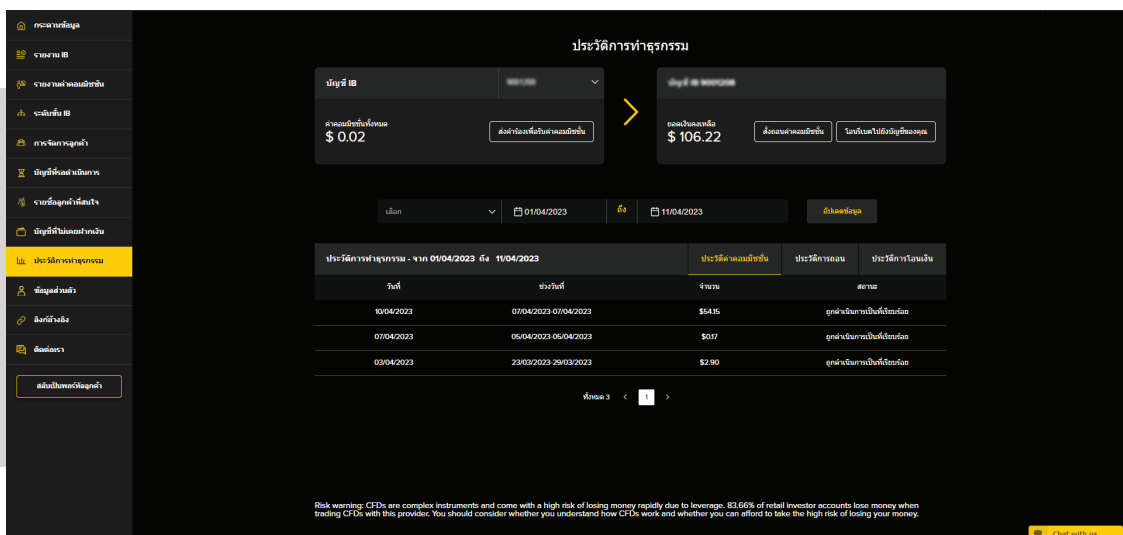 กระดานข้อมูล
รายงาน IB
รายงานค่าคอมมิชชั่น
ระดับชั้น IB
การจัดการลูกค้า
บัญชีที่รอดำเนินการ
รายชื่อลูกค้าที่สนใจ
บัญชีที่ไม่เคยฝากเงิน
ประวัติการทำธุรกรรม
ข้อมูลส่วนตัว
ลิงก์อ้างอิง
ติดต่อเรา
สลับเป็นพอร์ทัลลูกค้า
ประวัติการทำธุรกรรม
บัญชี IB
ค่าคอมมิชชั่นทั้งหมด
$ 0.02
ส่งคำร้องเพื่อรับค่าคอมมิชชั่น
ยอดเงินคงเหลือ
$ 106.22
สั่งถอนค่าคอมมิชชั่น โอนรีเบตไปยังบัญชีของคุณ
เลือก 01/04/2023 ถึง 11/04/2023 อัปเดตข้อมูล
ประวัติการทำธุรกรรม - จาก 01/04/2023 ถึง 11/04/2023 ประวัติค่าคอมมิชชั่น ประวัติการถอน ประวัติการโอนเงิน
วันที่ ช่วงวันที่ จำนวน สถานะ
10/04/2023 07/04/2023-07/04/2023 $54.15 ถูกดำเนินการเป็นที่เรียบร้อย
07/04/2023 05/04/2023-05/04/2023 $0.17 ถูกดำเนินการเป็นที่เรียบร้อย
03/04/2023 23/03/2023-29/03/2023 $2.90 ถูกดำเนินการเป็นที่เรียบร้อย
ทั้งหมด 3 < 1 >
Risk warning: CFDs are complex instruments and come with a high risk of losing money rapidly due to leverage. 83.66% of retail investor accounts lose money when
trading CFDs with this provider. You should consider whether you understand how CFDs work and whether you can afford to take the high risk of losing your money.
Chat with us